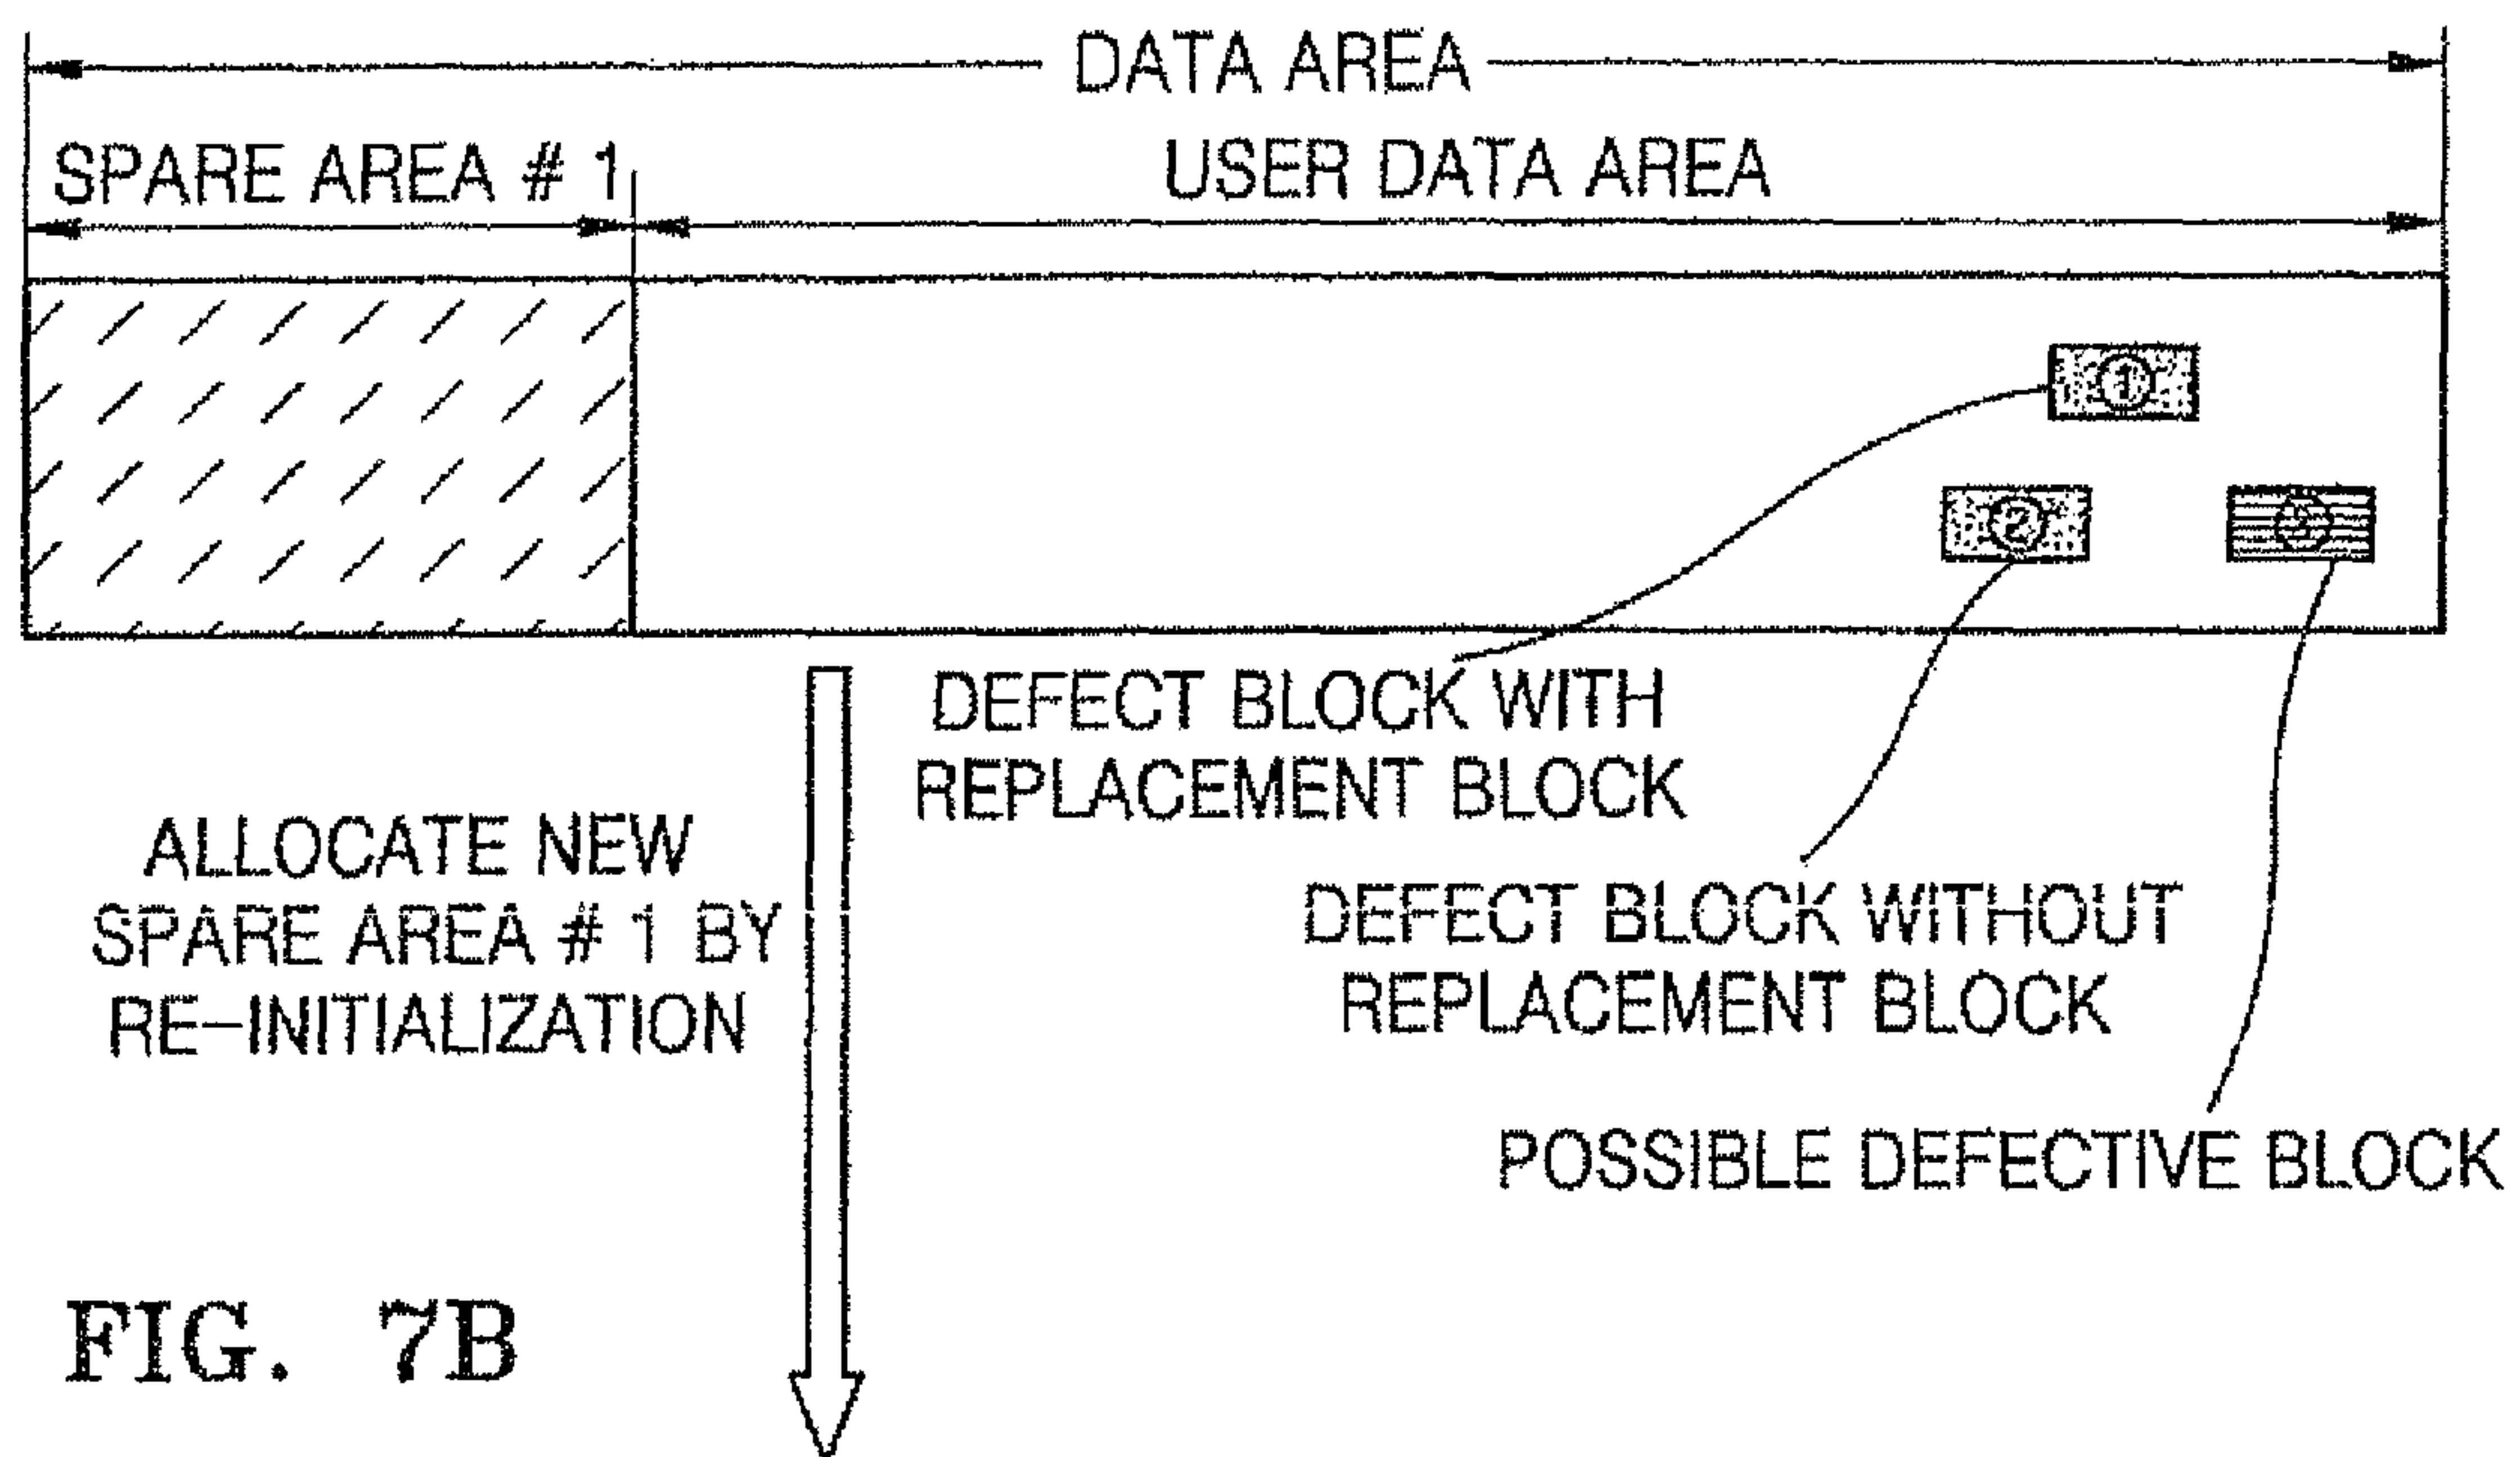 DATA AREA
SPARE AREA # 1
USER DATA AREA
1
2
DEFECT BLOCK WITH
REPLACEMENT BLOCK
ALLOCATE NEW
SPARE AREA # 1 BY
RE-INITIALIZATION
DEFECT BLOCK WITHOUT
REPLACEMENT BLOCK
POSSIBLE DEFECTIVE BLOCK
FIG. 7B